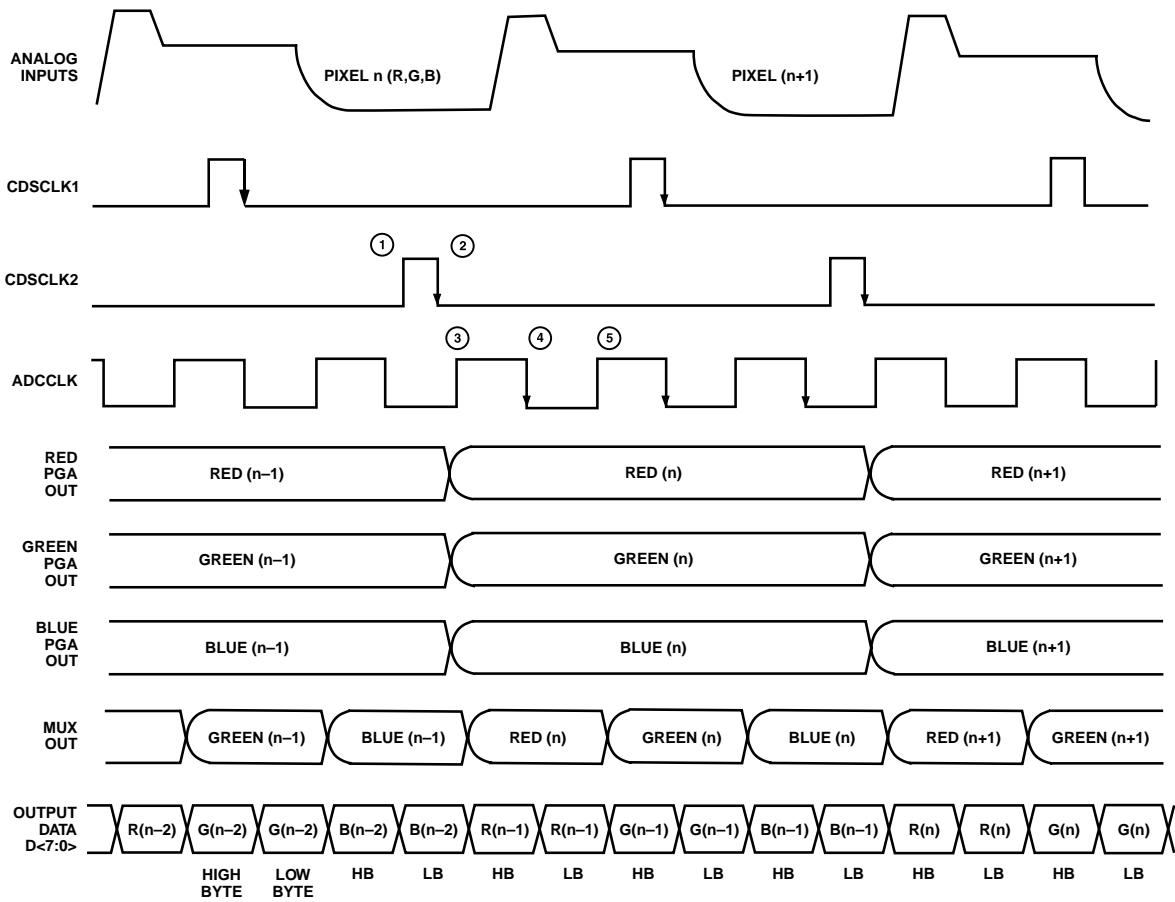 ANALOG
INPUTS
PIXEL n (R,G,B)
PIXEL (n+1)
CDSCLK1
1
2
CDSCLK2
3
4
5
ADCCLK
RED
PGA
OUT
RED (n–1)
RED (n)
RED (n+1)
GREEN
PGA
OUT
GREEN (n–1)
GREEN (n)
GREEN (n+1)
BLUE
PGA
OUT
BLUE (n–1)
BLUE (n)
BLUE (n+1)
MUX
OUT
GREEN (n–1)
BLUE (n–1)
RED (n)
GREEN (n)
BLUE (n)
RED (n+1)
GREEN (n+1)
OUTPUT
DATA
D<7:0>
R(n–2)
G(n–2)
G(n–2)
B(n–2)
B(n–2)
R(n–1)
R(n–1)
G(n–1)
G(n–1)
B(n–1)
B(n–1)
R(n)
R(n)
G(n)
G(n)
HIGH
BYTE
LOW
BYTE
HB
LB
HB
LB
HB
LB
HB
LB
HB
LB
HB
LB